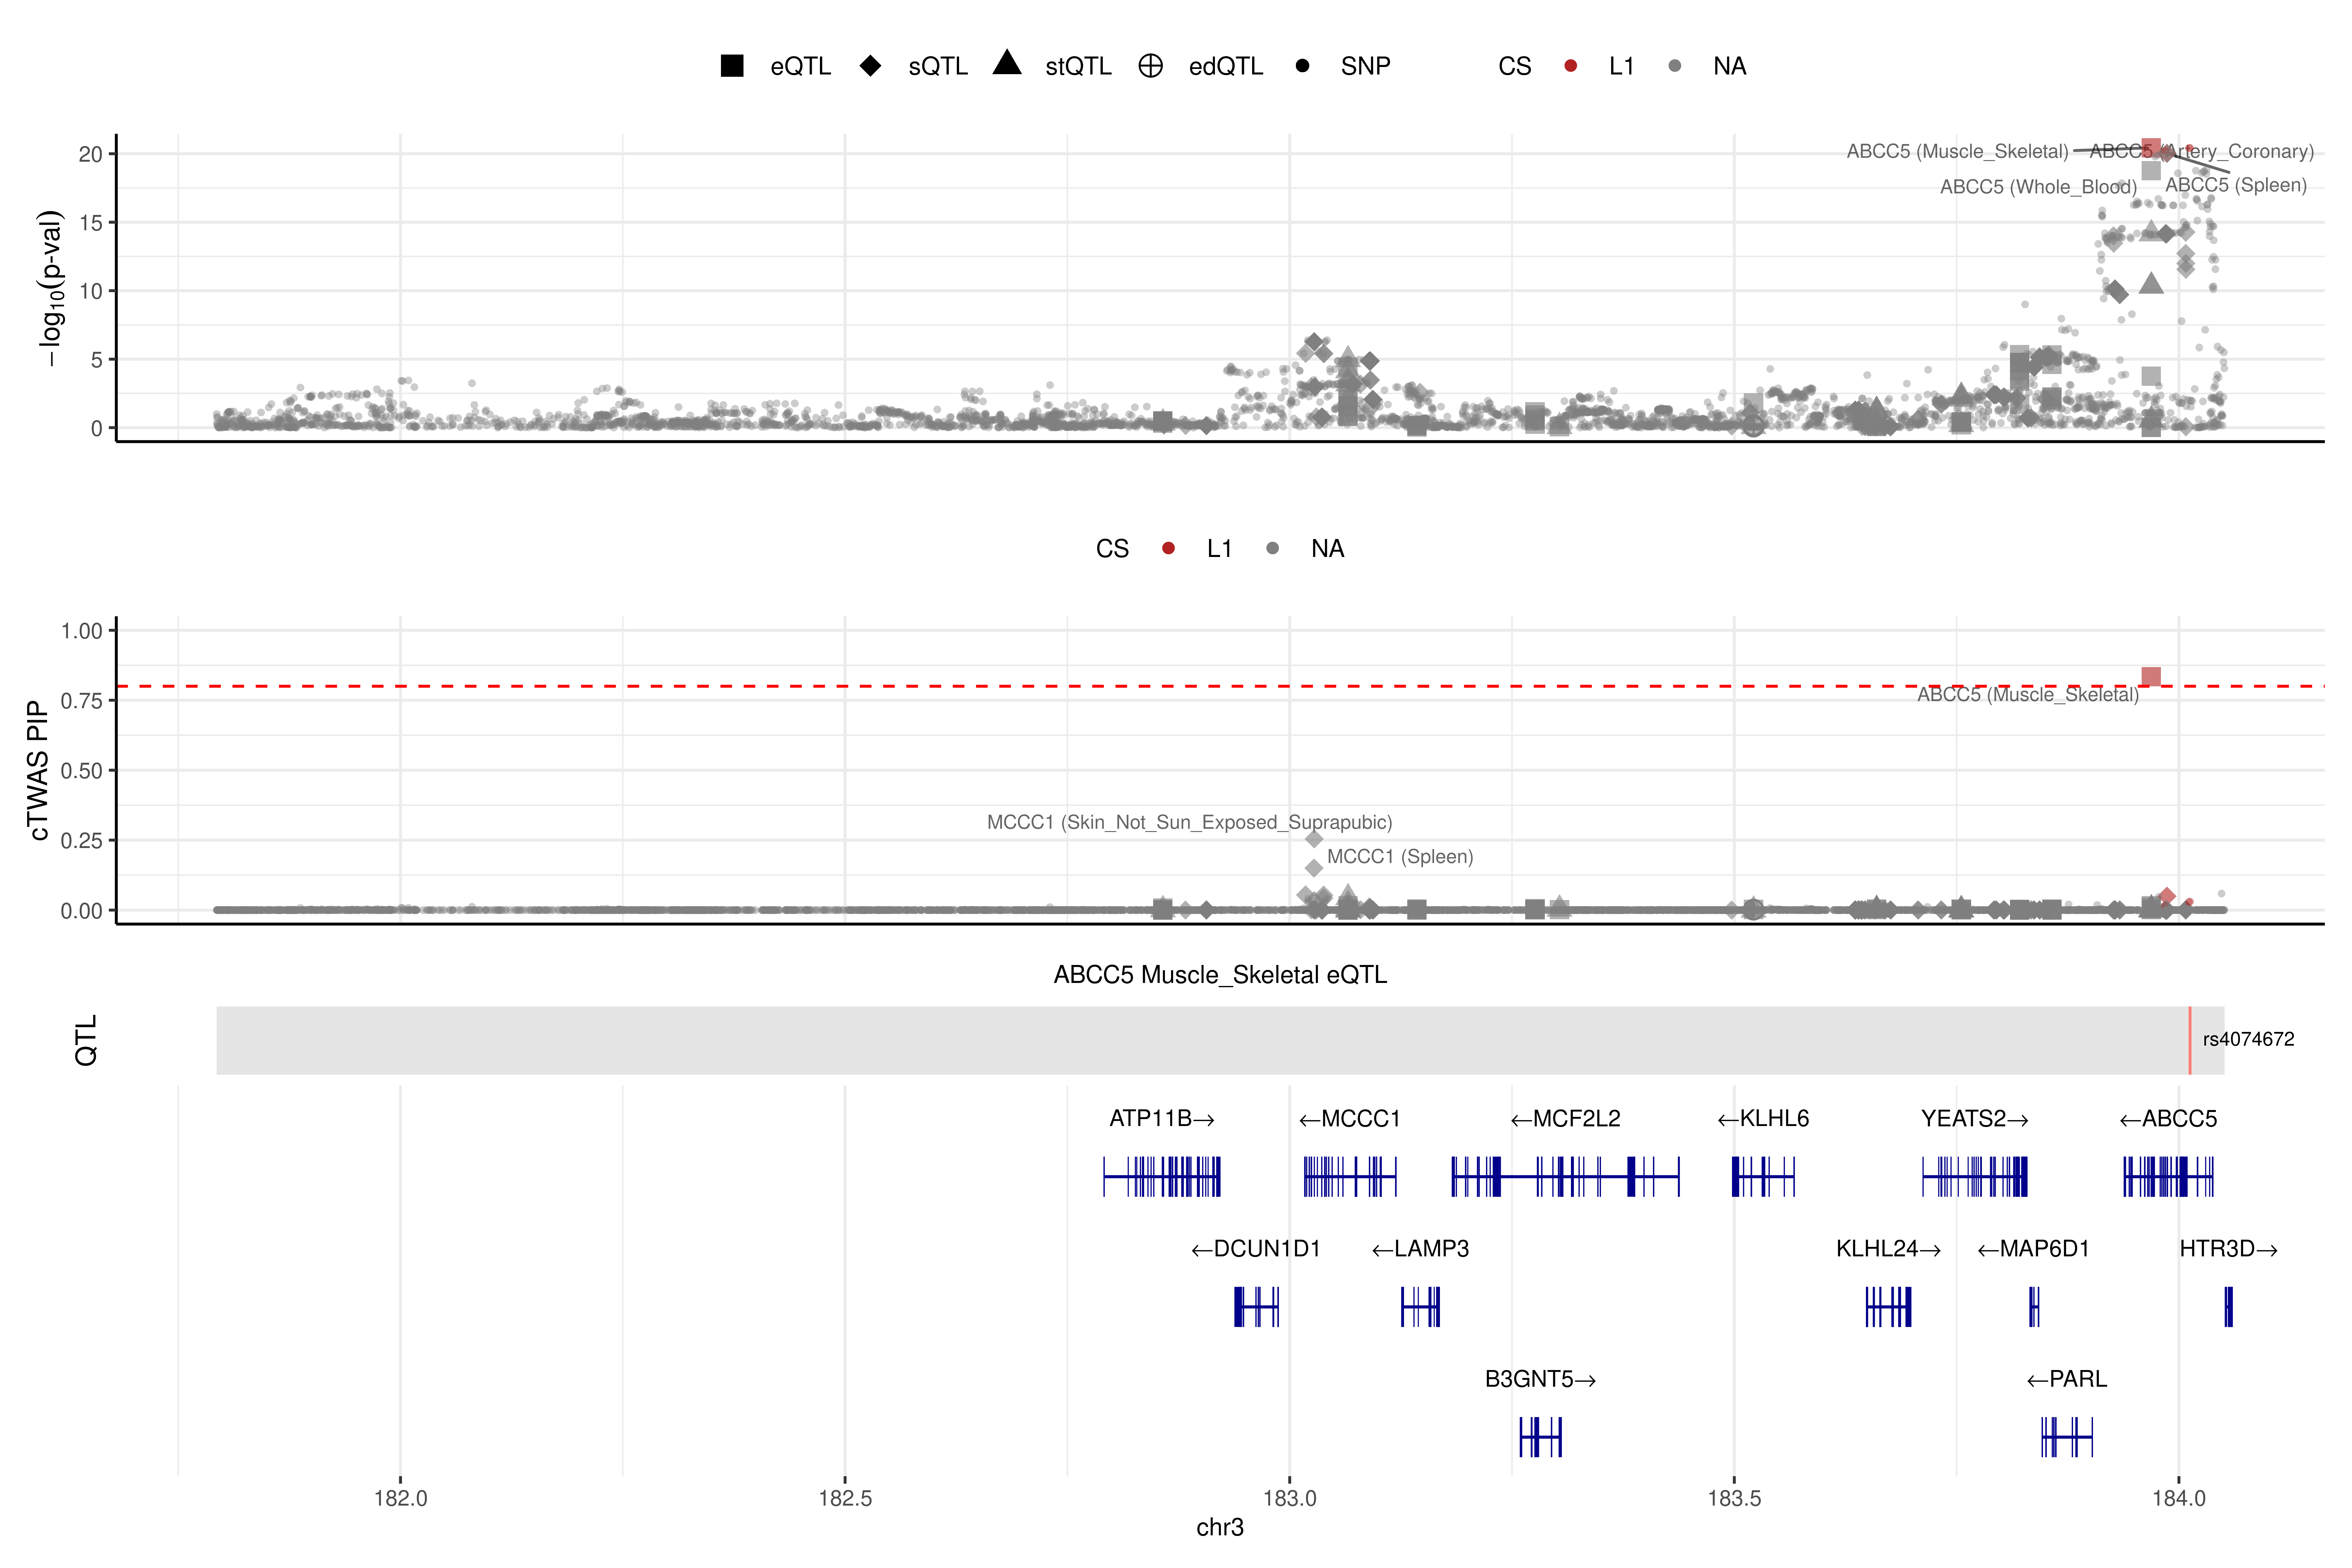 eQTL sQTL stQTL edQTL SNP CS L1 NA
−log10(p-val)
20
15
10
5
0
ABCC5 (Muscle_Skeletal) ABCC5 (Artery_Coronary)
ABCC5 (Whole_Blood) ABCC5 (Spleen)
CS L1 NA
cTWAS PIP
1.00
0.75
0.50
0.25
0.00
ABCC5 (Muscle_Skeletal)
MCCC1 (Skin_Not_Sun_Exposed_Suprapubic)
MCCC1 (Spleen)
ABCC5 Muscle_Skeletal eQTL
QTL
rs4074672
ATP11B→ ←MCCC1 ←MCF2L2 ←KLHL6 YEATS2→ ←ABCC5
←DCUN1D1 ←LAMP3 KLHL24→ ←MAP6D1 HTR3D→
B3GNT5→ ←PARL
182.0 182.5 183.0 183.5 184.0
chr3